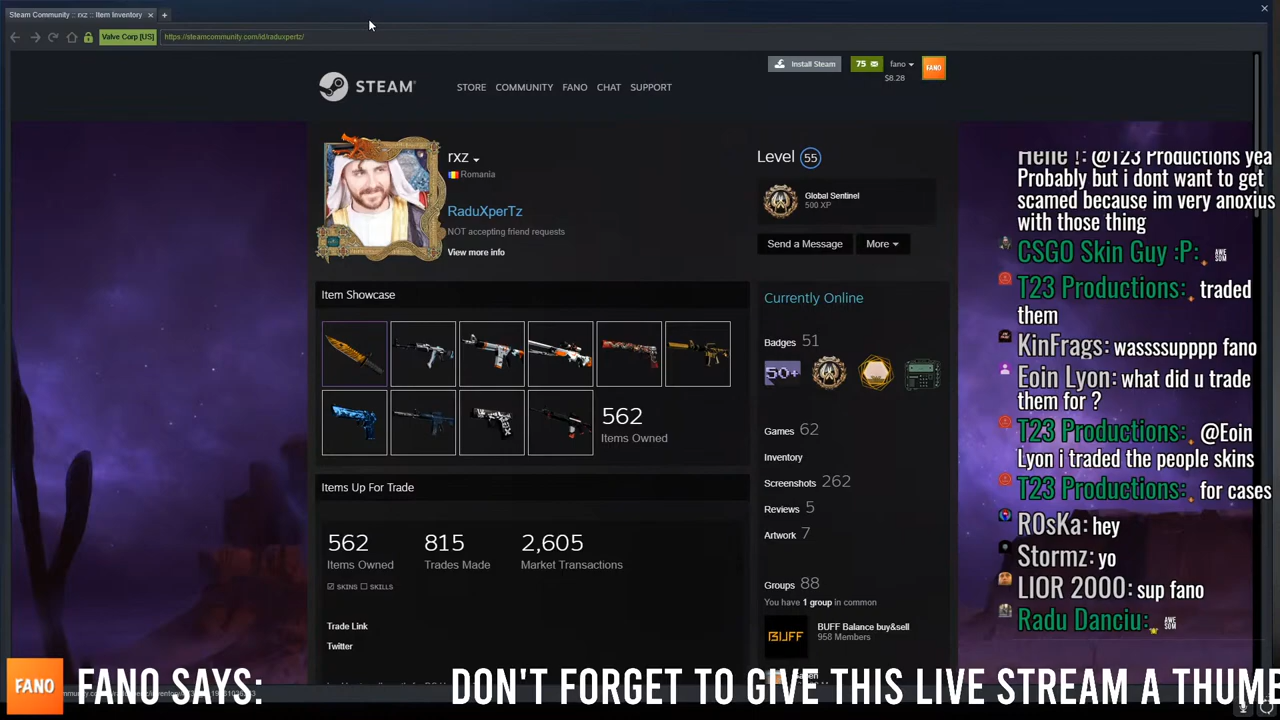 Steam Community :: rxz :: Item Inventory
Valve Corp [US]
https://steamcommunity.com/id/raduxpertz/
Install Steam
75
fano
$8.28
FANO
STEAM
STORE
COMMUNITY
FANO
CHAT
SUPPORT
rxz
Romania
RaduXperTz
NOT accepting friend requests
View more info
Level 55
Global Sentinel
500 XP
Send a Message
More
Item Showcase
562
Items Owned
Items Up For Trade
562
Items Owned
815
Trades Made
2,605
Market Transactions
SKINS
SKILLS
Trade Link
Twitter
Currently Online
Badges 51
50+
Games 62
Inventory
Screenshots 262
Reviews 5
Artwork 7
Groups 88
You have 1 group in common
BUFF
BUFF Balance buy&sell
958 Members
Helle !: @T23 Productions yea
Probably but i dont want to get
scamed because im very anoxius
with those thing
CSGO Skin Guy :P: AWE SOM
T23 Productions: traded
them
KinFrags: wassssuppp fano
Eoin Lyon: what did u trade
them for ?
T23 Productions: @Eoin
Lyon i traded the people skins
T23 Productions: for cases
ROsKa: hey
Stormz: yo
LIOR 2000: sup fano
Radu Danciu: AWE SOM
FANO
FANO SAYS:
DON'T FORGET TO GIVE THIS LIVE STREAM A THUMB